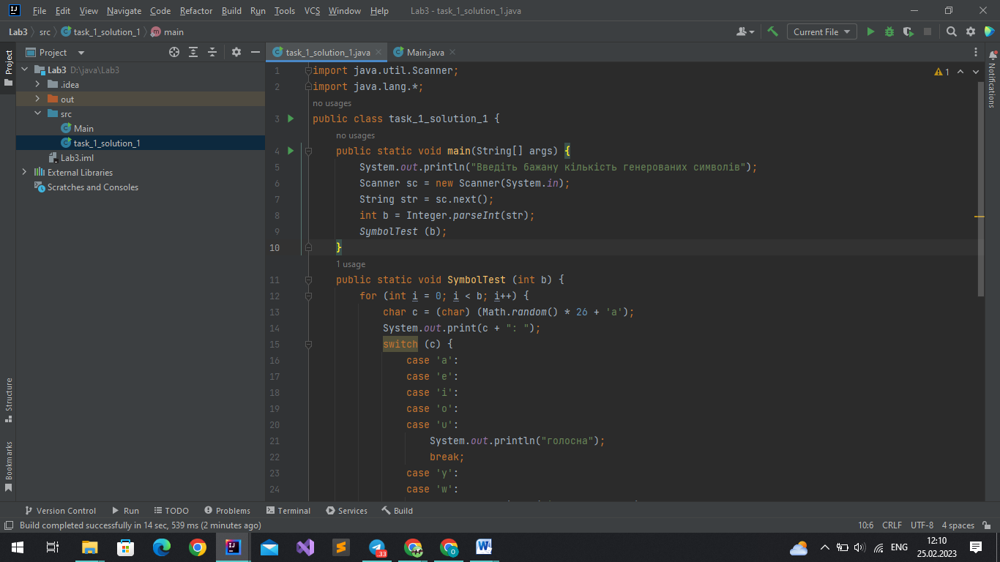 File Edit View Navigate Code Refactor Build Run Tools VCS Window Help Lab3 - task_1_solution_1.java
Lab3 src task_1_solution_1 main Current File
Project
Project
task_1_solution_1.java Main.java
Notifications
Lab3 D:\java\Lab3
.idea
out
src
Main
task_1_solution_1
Lab3.iml
External Libraries
Scratches and Consoles
1 import java.util.Scanner; 1
2 import java.lang.*;
no usages
3 public class task_1_solution_1 {
no usages
4 public static void main(String[] args) {
5 System.out.println("Введіть бажану кількість генерованих символів");
6 Scanner sc = new Scanner(System.in);
7 String str = sc.next();
8 int b = Integer.parseInt(str);
9 SymbolTest (b);
10 }
1 usage
11 public static void SymbolTest (int b) {
12 for (int i = 0; i < b; i++) {
13 char c = (char) (Math.random() * 26 + 'a');
14 System.out.print(c + ": ");
15 switch (c) {
16 case 'a':
17 case 'e':
18 case 'i':
19 case 'o':
20 case 'u':
21 System.out.println("голосна");
22 break;
23 case 'y':
24 case 'w':
Structure
Bookmarks
Version Control Run TODO Problems Terminal Services Build
Build completed successfully in 14 sec, 539 ms (2 minutes ago) 10:6 CRLF UTF-8 4 spaces
33
ENG
12:10
25.02.2023